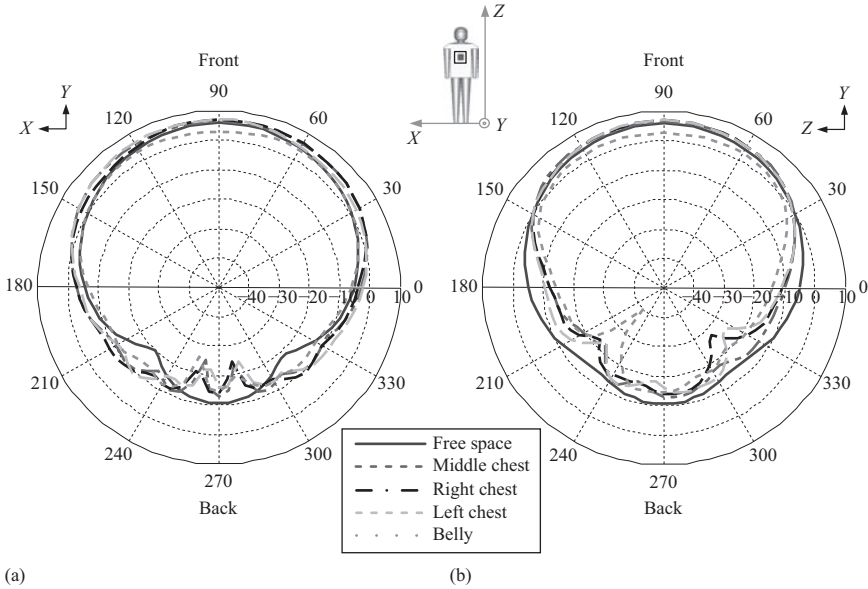 Z
X
Y
Front
90
120
60
150
30
180
−40−30−20−10 0 10
0
210
330
240
300
270
Back
X
Y
Front
90
120
60
150
30
180
−40−30−20−10 0 10
0
210
330
240
300
270
Back
Z
Y
Free space
Middle chest
Right chest
Left chest
Belly
(a)
(b)